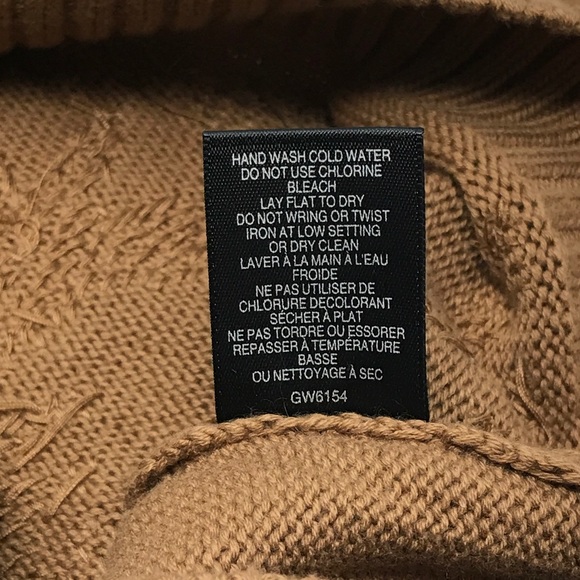 HAND WASH COLD WATER
DO NOT USE CHLORINE
BLEACH
LAY FLAT TO DRY
DO NOT WRING OR TWIST
IRON AT LOW SETTING
OR DRY CLEAN
LAVER À LA MAIN À L'EAU
FROIDE
NE PAS UTILISER DE
CHLORURE DECOLORANT
SÉCHER À PLAT
NE PAS TORDRE OU ESSORER
REPASSER À TEMPÉRATURE
BASSE
OU NETTOYAGE À SEC
GW6154